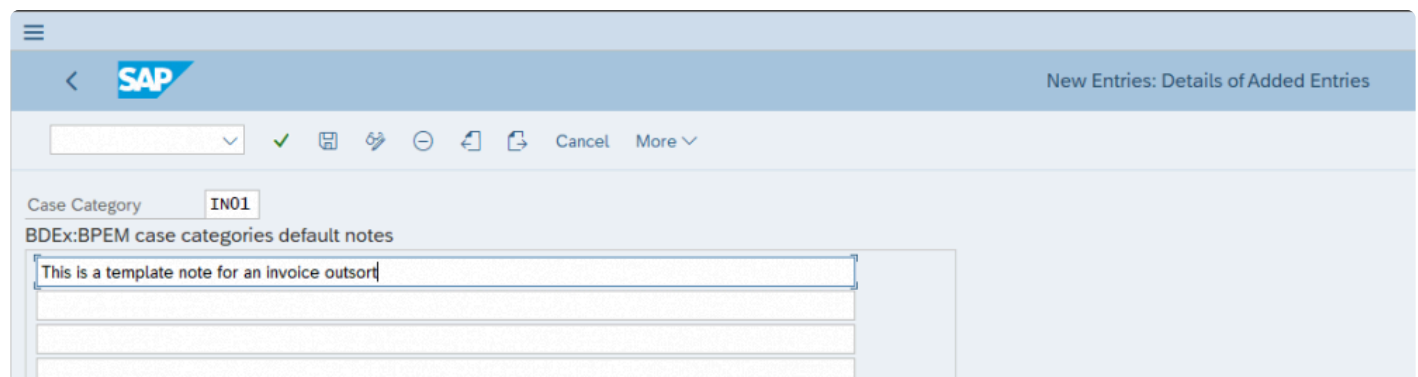 SAP
New Entries: Details of Added Entries
Cancel More
Case Category IN01
BDEx:BPEM case categories default notes
This is a template note for an invoice outsort